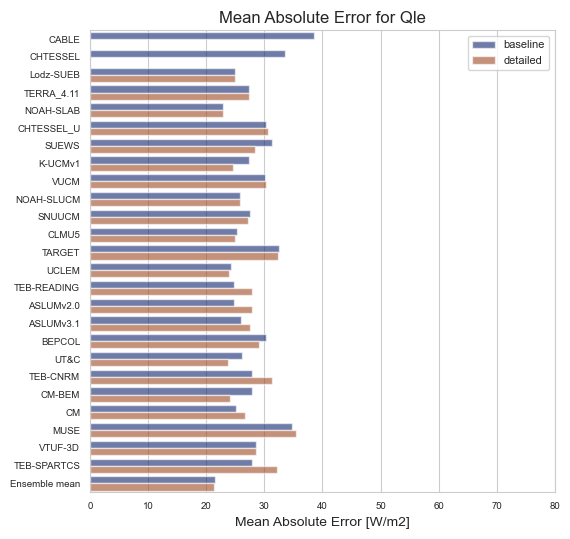 Mean Absolute Error for Qle
baseline
detailed
CABLE
CHTESSEL
Lodz-SUEB
TERRA_4.11
NOAH-SLAB
CHTESSEL_U
SUEWS
K-UCMv1
VUCM
NOAH-SLUCM
SNUUCM
CLMU5
TARGET
UCLEM
TEB-READING
ASLUMv2.0
ASLUMv3.1
BEPCOL
UT&C
TEB-CNRM
CM-BEM
CM
MUSE
VTUF-3D
TEB-SPARTCS
Ensemble mean
0 10 20 30 40 50 60 70 80
Mean Absolute Error [W/m2]